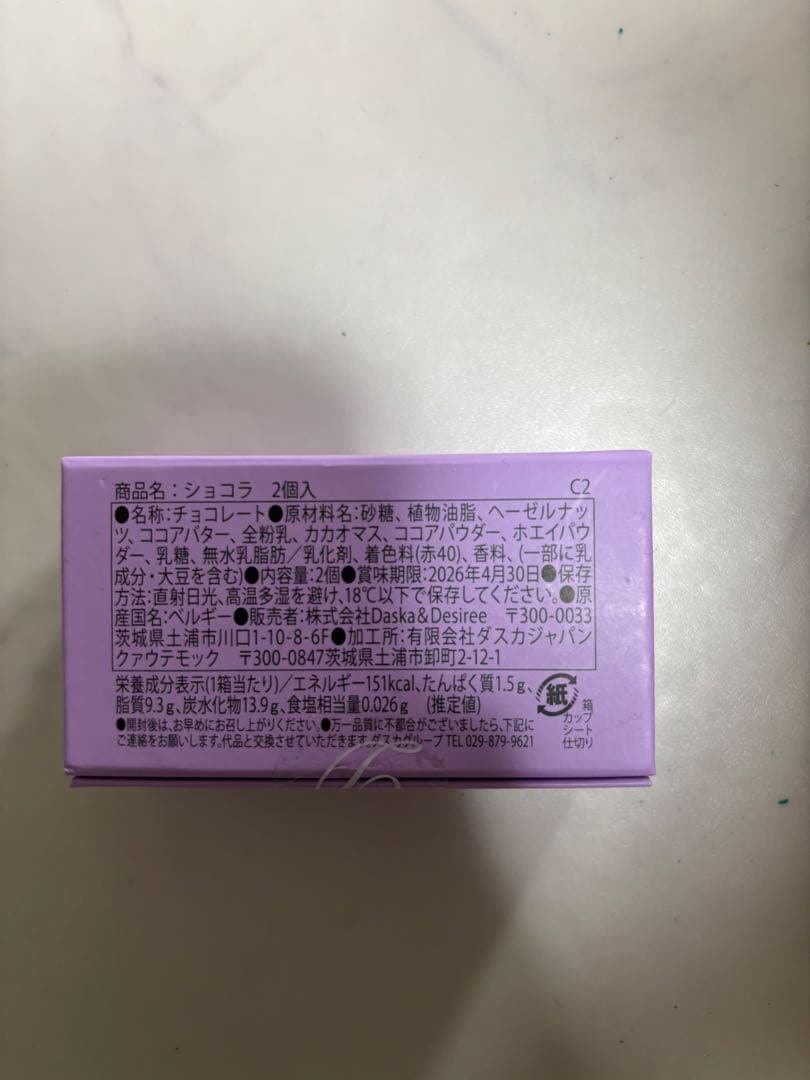 商品名：ショコラ　2個入　C2
●名称：チョコレート●原材料名：砂糖、植物油脂、ヘーゼルナッ
ツ、ココアバター、全粉乳、カカオマス、ココアパウダー、ホエイパウ
ダー、乳糖、無水乳脂肪／乳化剤、着色料(赤40)、香料、(一部に乳
成分・大豆を含む)●内容量：2個●賞味期限：2026年4月30日●保存
方法：直射日光、高温多湿を避け、18℃以下で保存してください。●原
産国名：ベルギー●販売者：株式会社Daska＆Desiree　〒300-0033
茨城県土浦市川口1-10-8-6F●加工所：有限会社ダスカジャパン
クァウテモック　〒300-0847茨城県土浦市卸町2-12-1
栄養成分表示(1箱当たり)／エネルギー151kcal、たんぱく質1.5g、
脂質9.3g、炭水化物13.9g、食塩相当量0.026g　(推定値)
●開封後は、お早めにお召し上がりください。●万一品質に不都合がございましたら、下記に
ご連絡をお願いします。代品と交換させていただきます。ダスカグループ TEL 029-879-9621
紙
箱
カップ
シート
仕切り